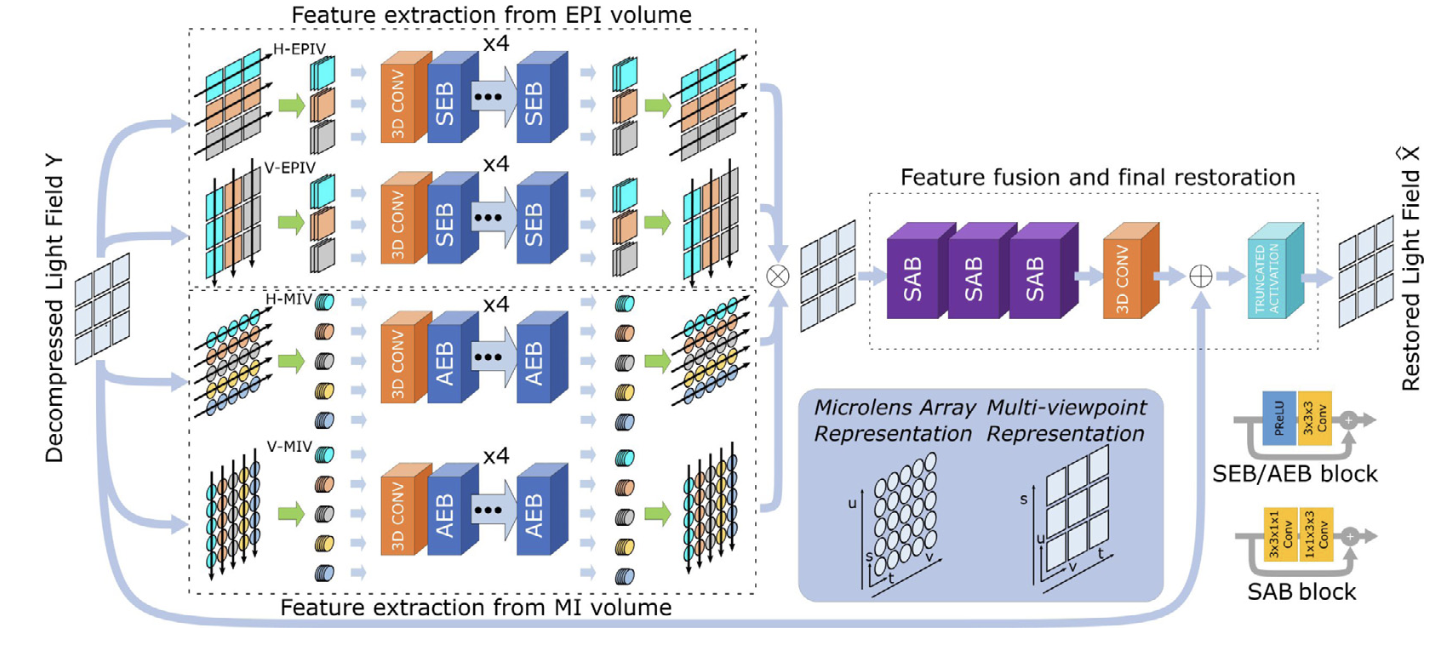 Feature extraction from EPI volume
H-EPIV
x4
3D CONV
SEB
•••
SEB
V-EPIV
x4
3D CONV
SEB
•••
SEB
Decompressed Light Field Y
H-MIV
x4
3D CONV
AEB
•••
AEB
V-MIV
x4
3D CONV
AEB
•••
AEB
Feature extraction from MI volume
Feature fusion and final restoration
SAB
SAB
SAB
3D CONV
TRUNCATED
ACTIVATION
Restored Light Field X̂
Microlens Array
Representation
u
s
t
v
Multi-viewpoint
Representation
s
u
v
t
PReLU
3x3x3
Conv
+
SEB/AEB block
3x3x1x1
Conv
1x1x3x3
Conv
+
SAB block